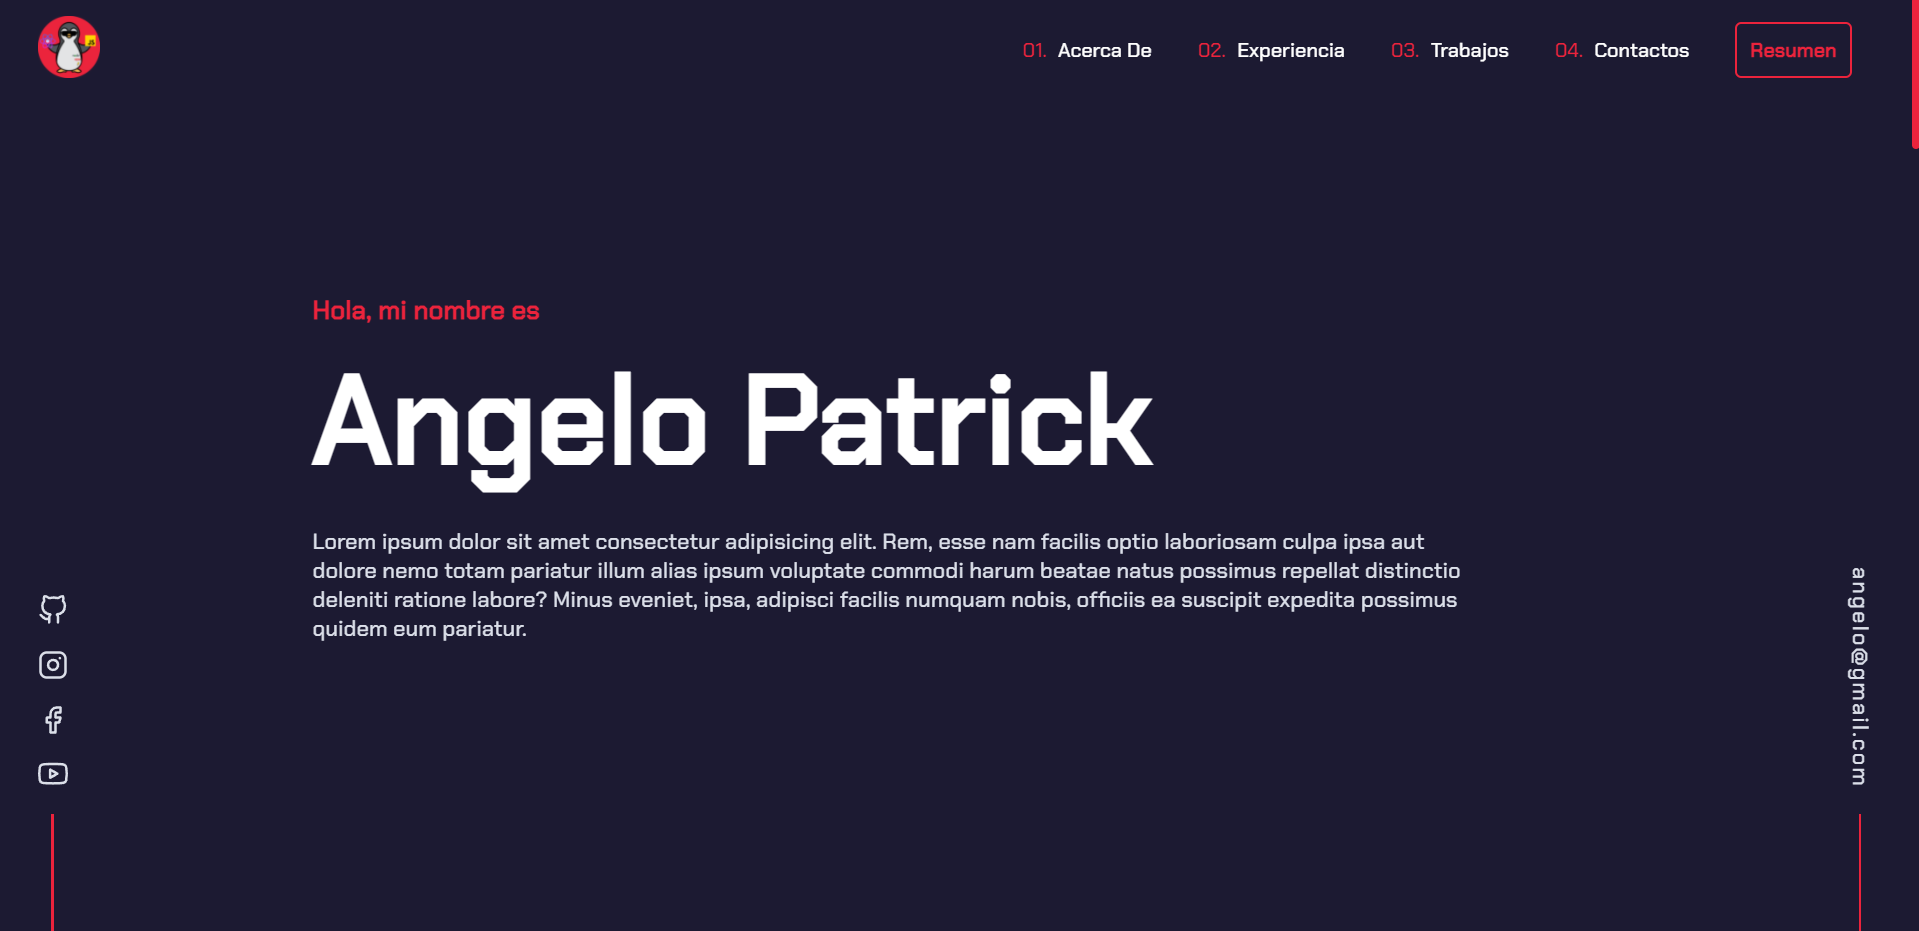 01. Acerca De 02. Experiencia 03. Trabajos 04. Contactos Resumen
Hola, mi nombre es
Angelo Patrick
Lorem ipsum dolor sit amet consectetur adipisicing elit. Rem, esse nam facilis optio laboriosam culpa ipsa aut
dolore nemo totam pariatur illum alias ipsum voluptate commodi harum beatae natus possimus repellat distinctio
deleniti ratione labore? Minus eveniet, ipsa, adipisci facilis numquam nobis, officiis ea suscipit expedita possimus
quidem eum pariatur.
angelo@gmail.com